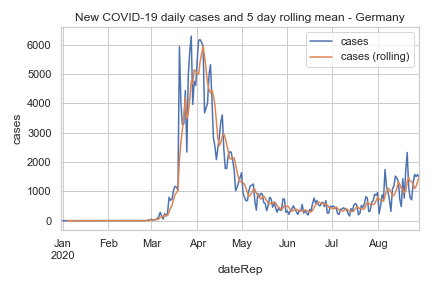 New COVID-19 daily cases and 5 day rolling mean - Germany
cases
cases (rolling)
6000
5000
4000
3000
2000
1000
0
cases
Jan Feb Mar Apr May Jun Jul Aug
2020
dateRep